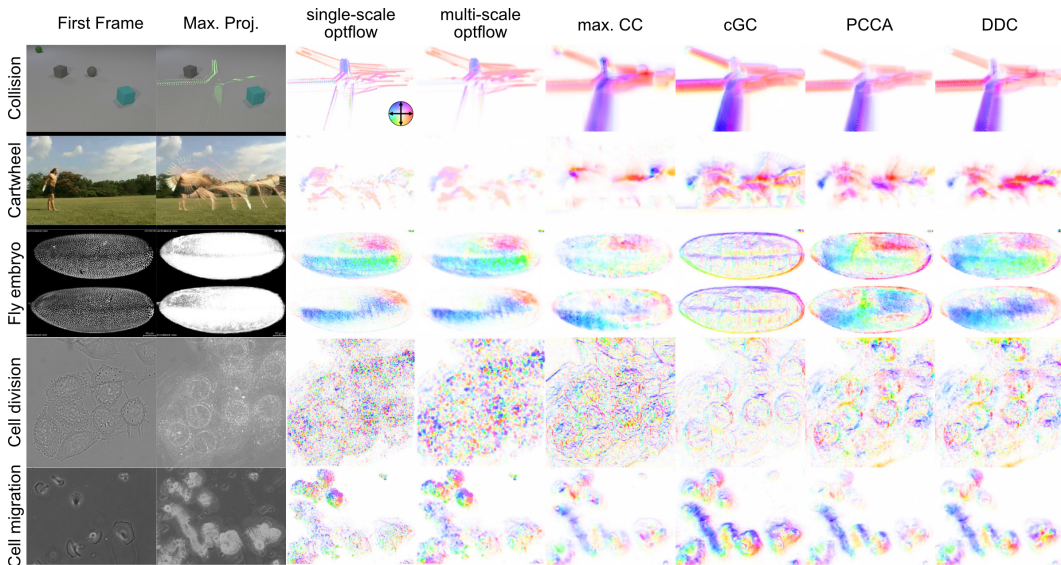 First Frame
Max. Proj.
single-scale
optflow
multi-scale
optflow
max. CC
cGC
PCCA
DDC
Collision
Cartwheel
Fly embryo
Cell division
Cell migration